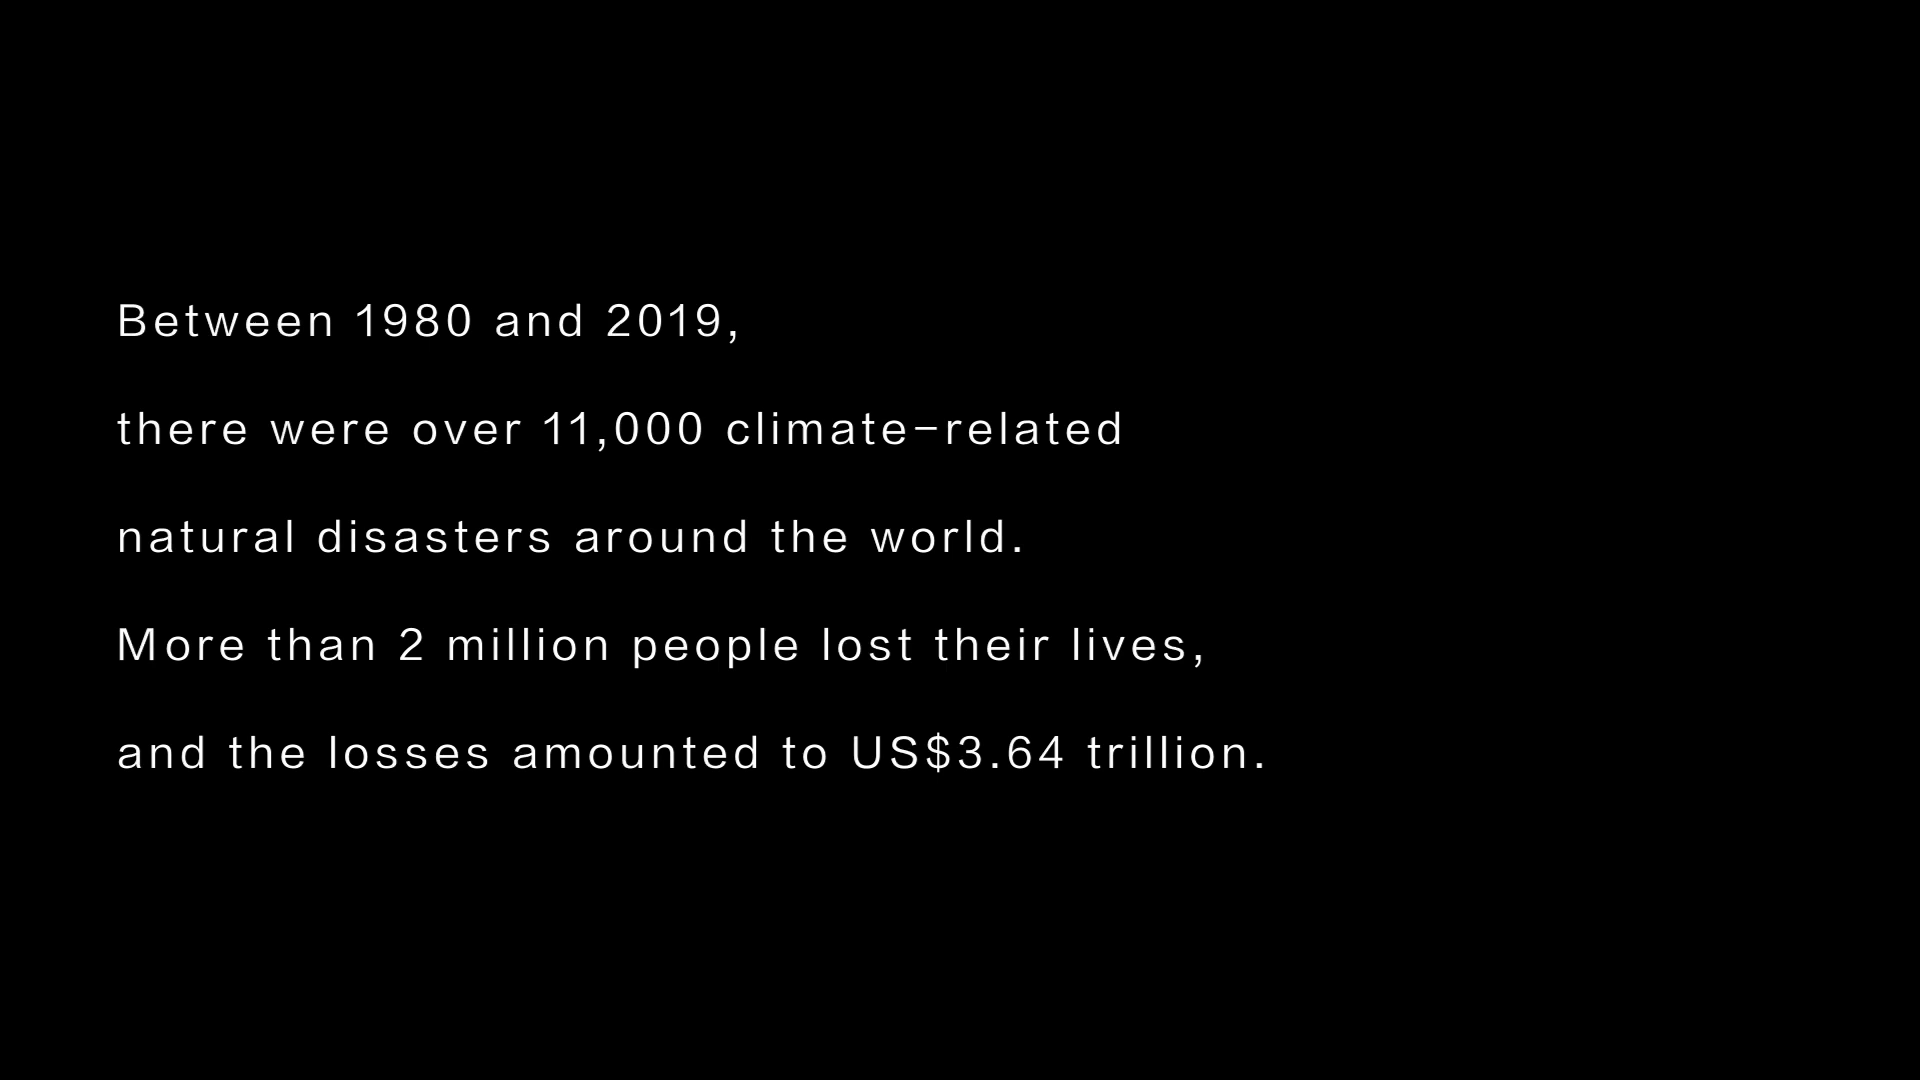 Between 1980 and 2019,
there were over 11,000 climate-related
natural disasters around the world.
More than 2 million people lost their lives,
and the losses amounted to US$3.64 trillion.